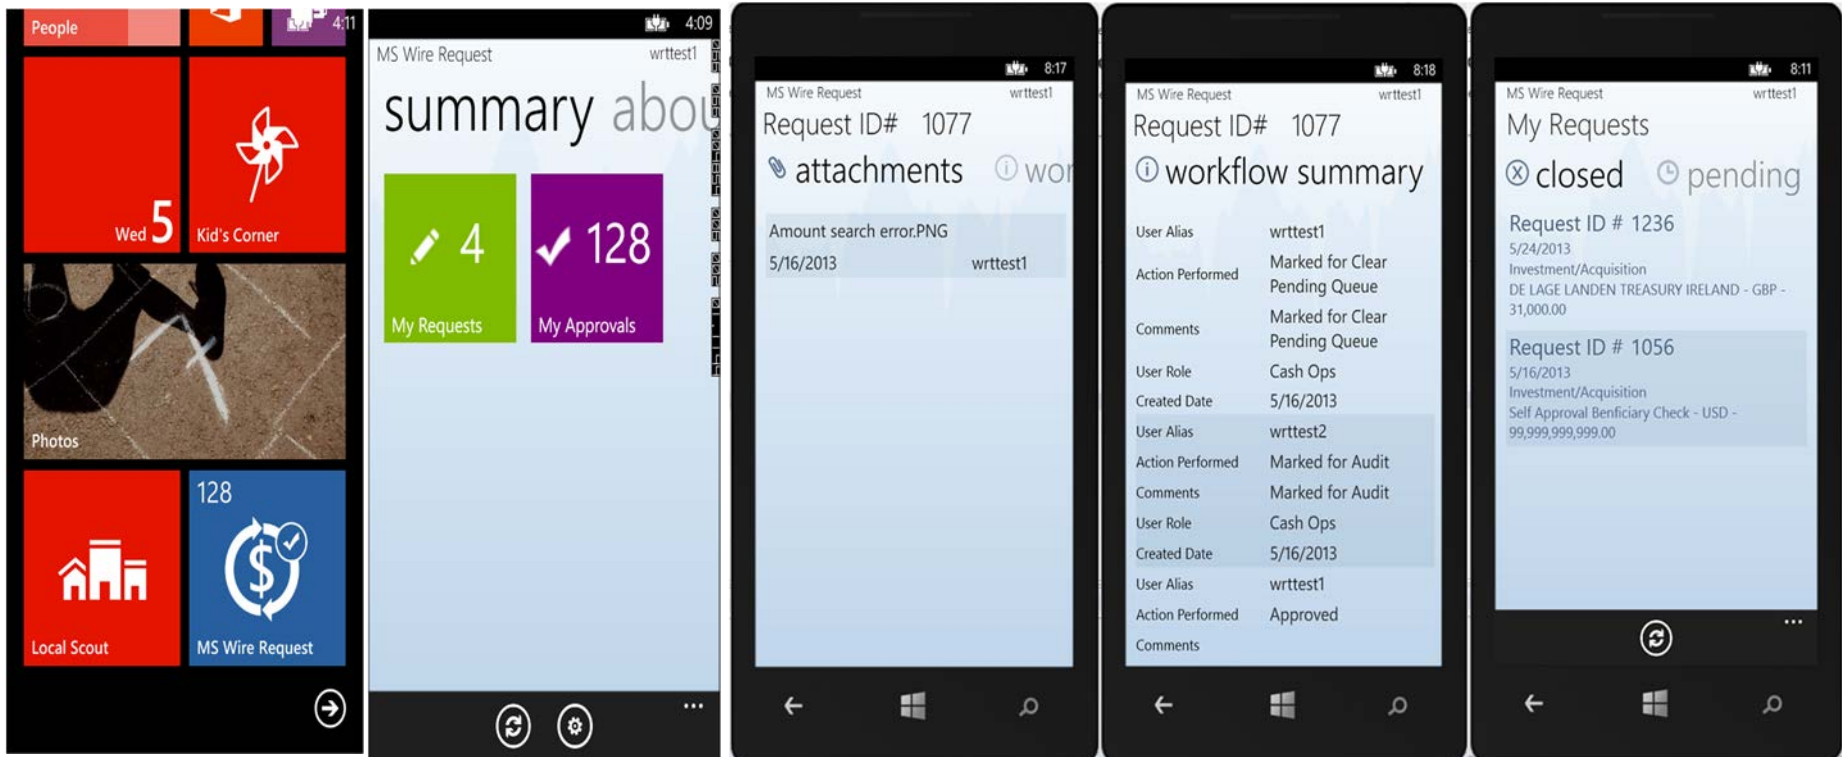 People
4:11
Wed 5
Kid's Corner
Photos
128
Local Scout
MS Wire Request
4:09
MS Wire Request wrttest1
summary abou
4
128
My Requests
My Approvals
8:17
MS Wire Request wrttest1
Request ID# 1077
attachments wor
Amount search error.PNG
5/16/2013 wrttest1
8:18
MS Wire Request wrttest1
Request ID# 1077
workflow summary
User Alias wrttest1
Action Performed Marked for Clear
Pending Queue
Comments Marked for Clear
Pending Queue
User Role Cash Ops
Created Date 5/16/2013
User Alias wrttest2
Action Performed Marked for Audit
Comments Marked for Audit
User Role Cash Ops
Created Date 5/16/2013
User Alias wrttest1
Action Performed Approved
Comments
8:11
MS Wire Request wrttest1
My Requests
closed pending
Request ID # 1236
5/24/2013
Investment/Acquisition
DE LAGE LANDEN TREASURY IRELAND - GBP -
31,000.00
Request ID # 1056
5/16/2013
Investment/Acquisition
Self Approval Benficiary Check - USD -
99,999,999,999.00